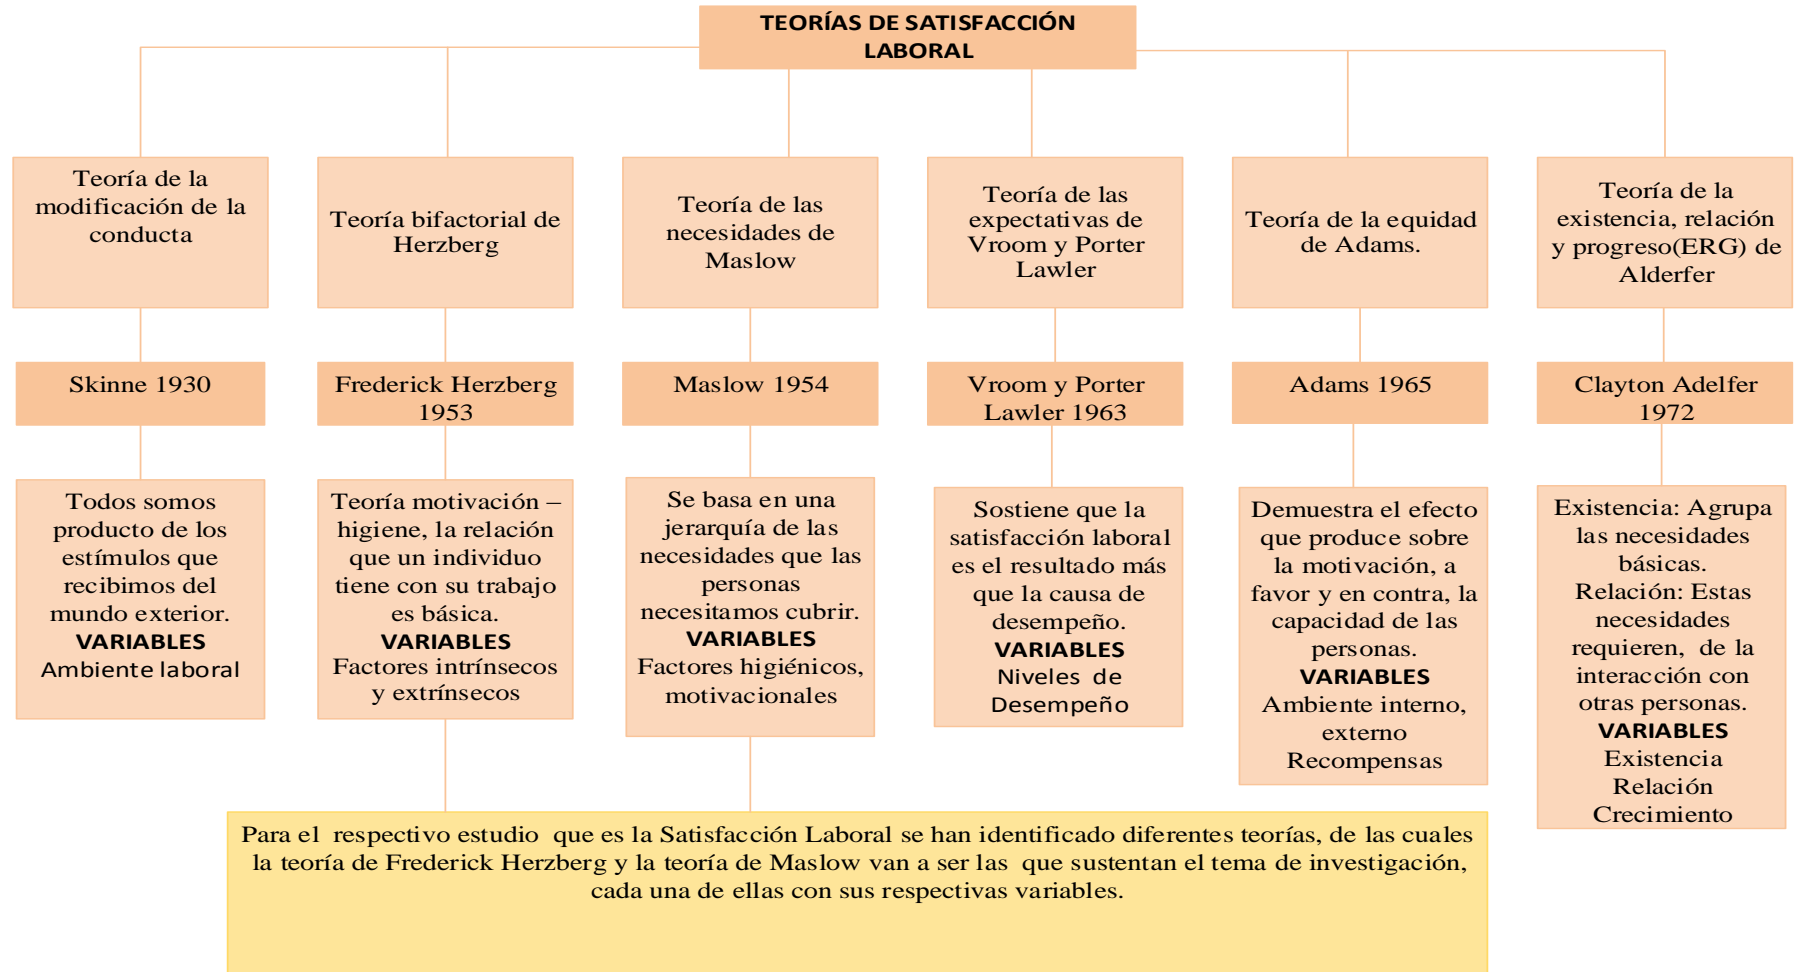 TEORÍAS DE SATISFACCIÓN
LABORAL
Teoría de la
modificación de la
conducta
Teoría bifactorial de
Herzberg
Teoría de las
necesidades de
Maslow
Teoría de las
expectativas de
Vroom y Porter
Lawler
Teoría de la equidad
de Adams.
Teoría de la
existencia, relación
y progreso(ERG) de
Alderfer
Skinne 1930
Frederick Herzberg
1953
Maslow 1954
Vroom y Porter
Lawler 1963
Adams 1965
Clayton Adelfer
1972
Todos somos
producto de los
estímulos que
recibimos del
mundo exterior.
VARIABLES
Ambiente laboral
Teoría motivación –
higiene, la relación
que un individuo
tiene con su trabajo
es básica.
VARIABLES
Factores intrínsecos
y extrínsecos
Se basa en una
jerarquía de las
necesidades que las
personas
necesitamos cubrir.
VARIABLES
Factores higiénicos,
motivacionales
Sostiene que la
satisfacción laboral
es el resultado más
que la causa de
desempeño.
VARIABLES
Niveles de
Desempeño
Demuestra el efecto
que produce sobre
la motivación, a
favor y en contra, la
capacidad de las
personas.
VARIABLES
Ambiente interno,
externo
Recompensas
Existencia: Agrupa
las necesidades
básicas.
Relación: Estas
necesidades
requieren, de la
interacción con
otras personas.
VARIABLES
Existencia
Relación
Crecimiento
Para el respectivo estudio que es la Satisfacción Laboral se han identificado diferentes teorías, de las cuales
la teoría de Frederick Herzberg y la teoría de Maslow van a ser las que sustentan el tema de investigación,
cada una de ellas con sus respectivas variables.